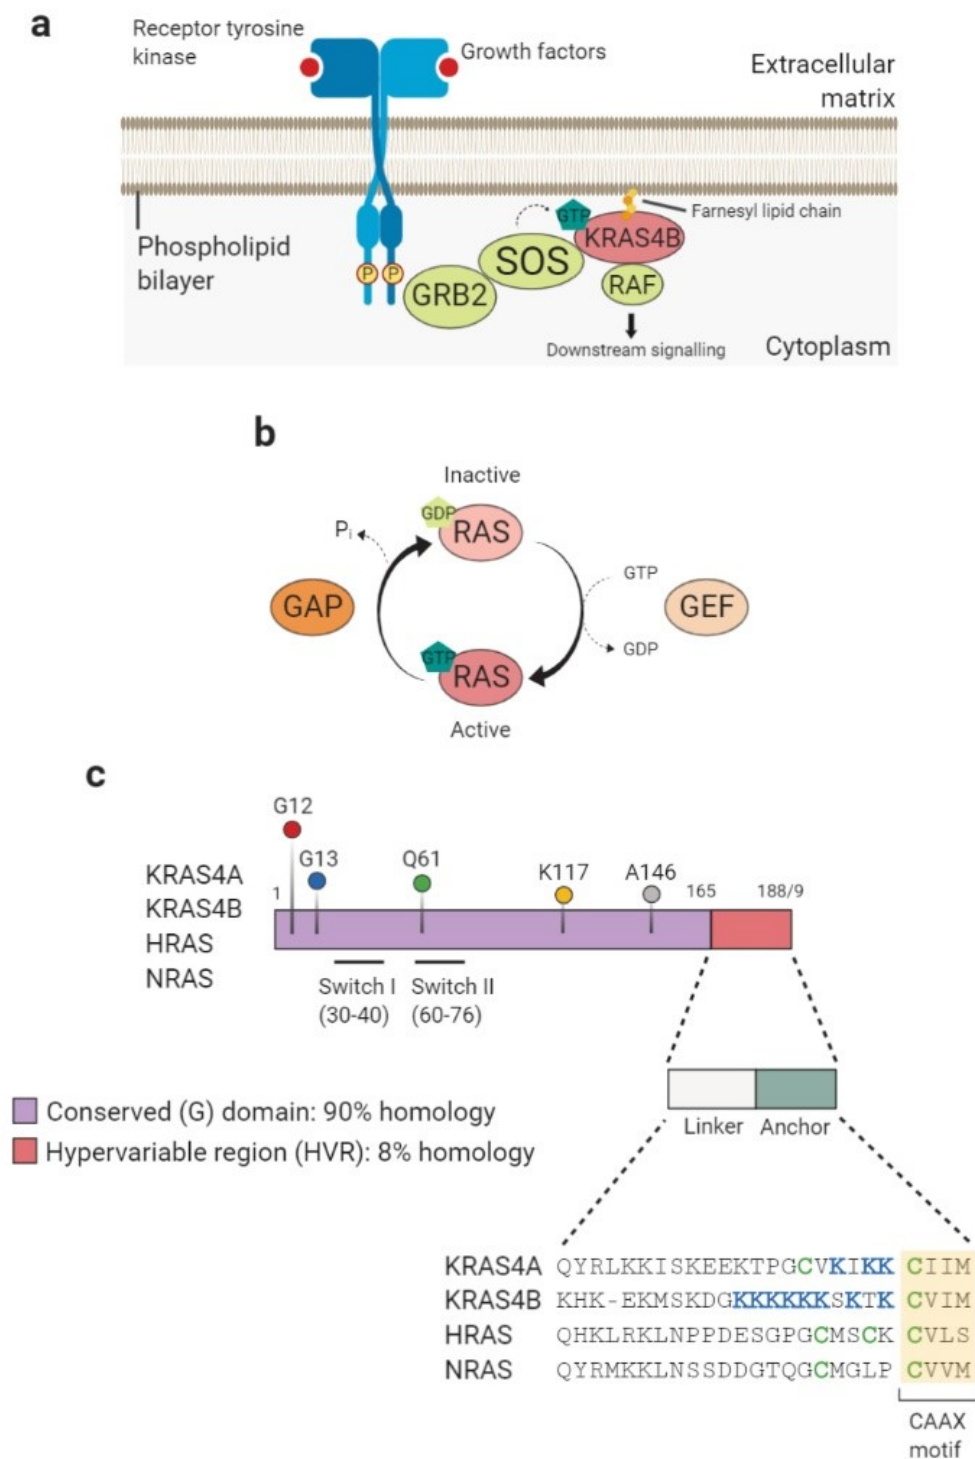 a
Receptor tyrosine
kinase
Growth factors
Extracellular
matrix
Phospholipid
bilayer
GTP
Farnesyl lipid chain
KRAS4B
SOS
P
P
GRB2
RAF
Downstream signalling
Cytoplasm
b
Inactive
GDP
RAS
Pi
GTP
GAP
GEF
GDP
GTP
RAS
Active
c
G12
G13
Q61
K117
A146
1
165
188/9
KRAS4A
KRAS4B
HRAS
NRAS
Switch I
(30-40)
Switch II
(60-76)
Conserved (G) domain: 90% homology
Hypervariable region (HVR): 8% homology
Linker
Anchor
KRAS4A QYRLKKISKEEKTPGCVKIKK CIIM
KRAS4B KHK-EKMSKDGKKKKKKSKTK CVIM
HRAS QHKLRKLNPPDESGPGCMSCK CVLS
NRAS QYRMKKLNSSDDGTQGCMGLP CVVM
CAAX
motif